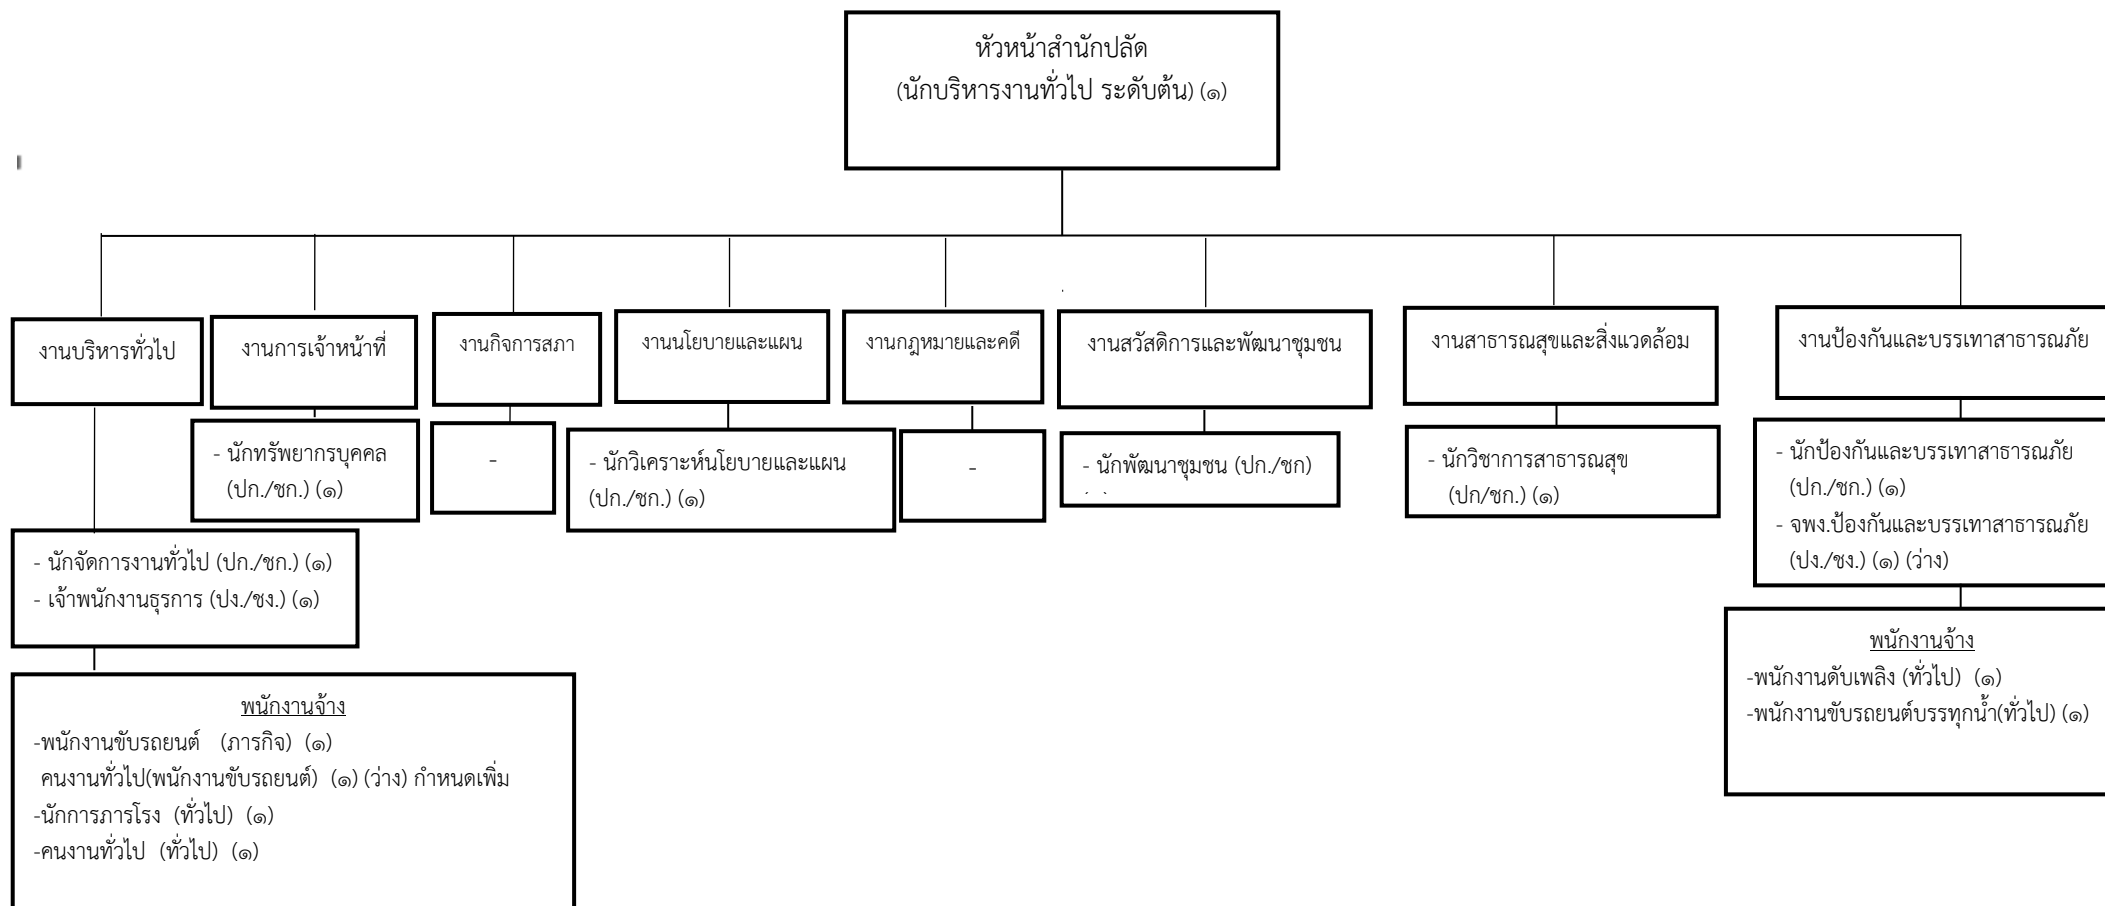 หัวหน้าสำนักปลัด
(นักบริหารงานทั่วไป ระดับต้น) (๑)
งานบริหารทั่วไป
งานการเจ้าหน้าที่
งานกิจการสภา
งานนโยบายและแผน
งานกฎหมายและคดี
งานสวัสดิการและพัฒนาชุมชน
งานสาธารณสุขและสิ่งแวดล้อม
งานป้องกันและบรรเทาสาธารณภัย
- นักทรัพยากรบุคคล
(ปก./ชก.) (๑)
-
- นักวิเคราะห์นโยบายและแผน
(ปก./ชก.) (๑)
-
- นักพัฒนาชุมชน (ปก./ชก)
- นักวิชาการสาธารณสุข
(ปก/ชก.) (๑)
- นักป้องกันและบรรเทาสาธารณภัย
(ปก./ชก.) (๑)
- จพง.ป้องกันและบรรเทาสาธารณภัย
(ปง./ชง.) (๑) (ว่าง)
- นักจัดการงานทั่วไป (ปก./ชก.) (๑)
- เจ้าพนักงานธุรการ (ปง./ชง.) (๑)
พนักงานจ้าง
-พนักงานดับเพลิง (ทั่วไป) (๑)
-พนักงานขับรถยนต์บรรทุกน้ำ(ทั่วไป) (๑)
พนักงานจ้าง
-พนักงานขับรถยนต์ (ภารกิจ) (๑)
คนงานทั่วไป(พนักงานขับรถยนต์) (๑) (ว่าง) กำหนดเพิ่ม
-นักการภารโรง (ทั่วไป) (๑)
-คนงานทั่วไป (ทั่วไป) (๑)